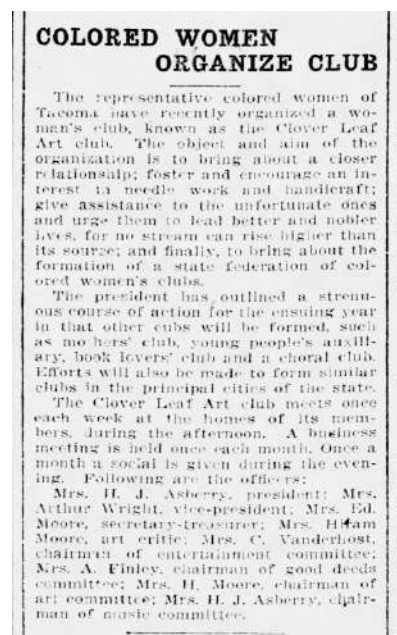 COLORED WOMEN
ORGANIZE CLUB
The representative colored women of
Tacoma have recently organized a wo-
man's club, known as the Clover Leaf
Art club. The object and aim of the
organization is to bring about a closer
relationship; foster and encourage an in-
terest in needle work and handicraft;
give assistance to the unfortunate ones
and urge them to lead better and nobler
lives, for no stream can rise higher than
its source; and finally, to bring about the
formation of a state federation of col-
ored women's clubs.
The president has outlined a strenu-
ous course of action for the ensuing year
in that other cubs will be formed, such
as mothers' club, young people's auxili-
ary, book lovers' club and a choral club.
Efforts will also be made to form similar
clubs in the principal cities of the state.
The Clover Leaf Art club meets once
each week at the homes of its mem-
bers, during the afternoon. A business
meeting is held once each month. Once a
month a social is given during the even-
ing. Following are the officers:
Mrs. H. J. Asberry, president; Mrs.
Arthur Wright, vice-president; Mrs. Ed.
Moore, secretary-treasurer; Mrs. Hiram
Moore, art critic; Mrs. C. Vanderhost,
chairman of entertainment committee;
Mrs. A. Finley, chairman of good deeds
committee; Mrs. H. Moore, chairman of
art committee; Mrs. H. J. Asberry, chair-
man of music committee.